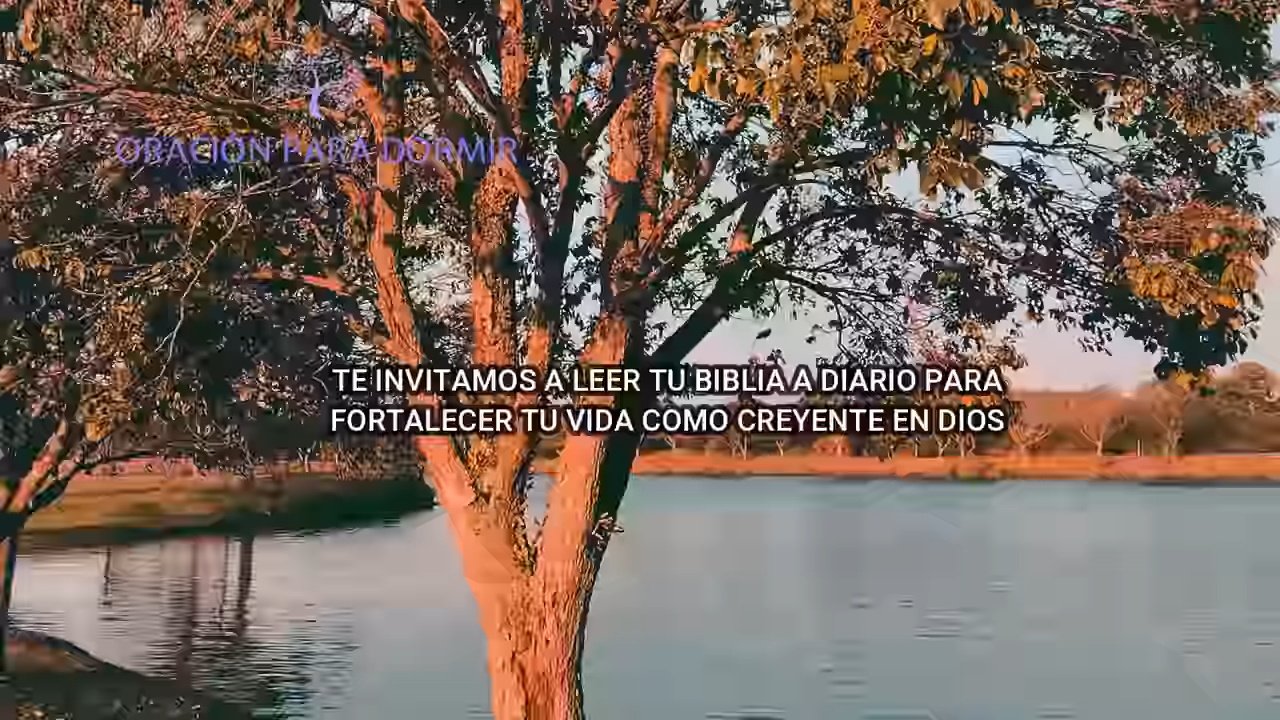 ORACIÓN PARA DORMIR
TE INVITAMOS A LEER TU BIBLIA A DIARIO PARA
FORTALECER TU VIDA COMO CREYENTE EN DIOS